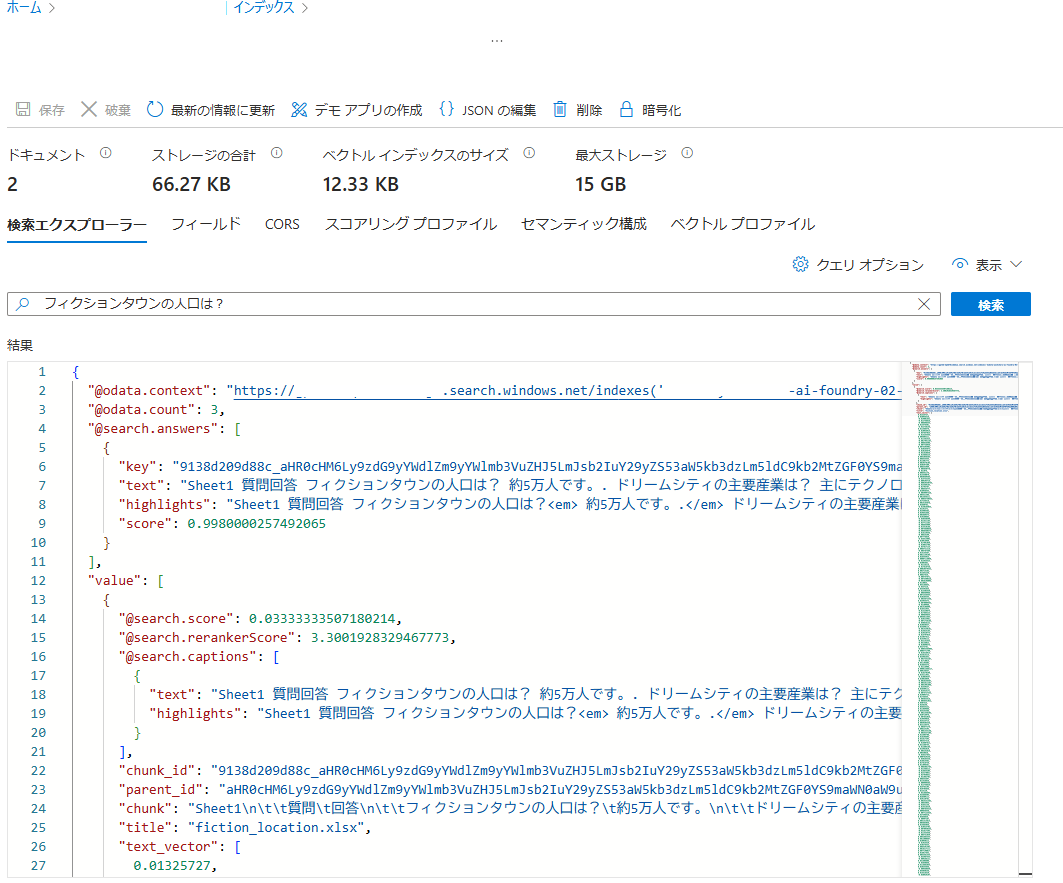 ホーム >
インデックス >
...
保存 破棄 最新の情報に更新 デモ アプリの作成 {} JSON の編集 削除 暗号化
ドキュメント ストレージの合計 ベクトル インデックスのサイズ 最大ストレージ
2 66.27 KB 12.33 KB 15 GB
検索エクスプローラー フィールド CORS スコアリング プロファイル セマンティック構成 ベクトル プロファイル
クエリ オプション 表示
フィクションタウンの人口は？ 検索
結果
1 {
2 "@odata.context": "https:// .search.windows.net/indexes(' -ai-foundry-02-
3 "@odata.count": 3,
4 "@search.answers": [
5 {
6 "key": "9138d209d88c_aHR0cHM6Ly9zdG9yYWdlZm9yYWlmb3VuZHJ5LmJsb2IuY29yZS53aW5kb3dzLm5ldC9kb2MtZGF0YS9ma
7 "text": "Sheet1 質問回答 フィクションタウンの人口は？ 約5万人です。. ドリームシティの主要産業は？ 主にテクノロ
8 "highlights": "Sheet1 質問回答 フィクションタウンの人口は？<em> 約5万人です。.</em> ドリームシティの主要産業
9 "score": 0.9980000257492065
10 }
11 ],
12 "value": [
13 {
14 "@search.score": 0.03333333507180214,
15 "@search.rerankerScore": 3.3001928329467773,
16 "@search.captions": [
17 {
18 "text": "Sheet1 質問回答 フィクションタウンの人口は？ 約5万人です。. ドリームシティの主要産業は？ 主にテク
19 "highlights": "Sheet1 質問回答 フィクションタウンの人口は？<em> 約5万人です。.</em> ドリームシティの主要
20 }
21 ],
22 "chunk_id": "9138d209d88c_aHR0cHM6Ly9zdG9yYWdlZm9yYWlmb3VuZHJ5LmJsb2IuY29yZS53aW5kb3dzLm5ldC9kb2MtZGF0
23 "parent_id": "aHR0cHM6Ly9zdG9yYWdlZm9yYWlmb3VuZHJ5LmJsb2IuY29yZS53aW5kb3dzLm5ldC9kb2MtZGF0YS9maWN0aW9u
24 "chunk": "Sheet1\n\t\t質問\t回答\n\t\tフィクションタウンの人口は？\t約5万人です。\n\t\tドリームシティの主要産
25 "title": "fiction_location.xlsx",
26 "text_vector": [
27 0.01325727,